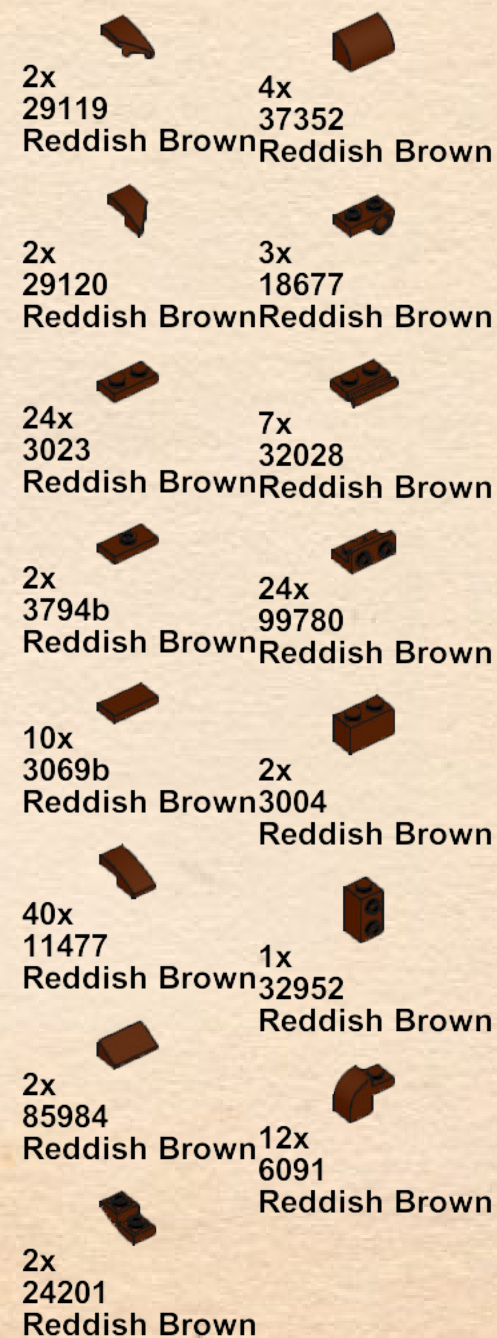 2x
29119
Reddish Brown
2x
29120
Reddish Brown
24x
3023
Reddish Brown
2x
3794b
Reddish Brown
10x
3069b
Reddish Brown
40x
11477
Reddish Brown
2x
85984
Reddish Brown
2x
24201
Reddish Brown
4x
37352
Reddish Brown
3x
18677
Reddish Brown
7x
32028
Reddish Brown
24x
99780
Reddish Brown
2x
3004
Reddish Brown
1x
32952
Reddish Brown
12x
6091
Reddish Brown